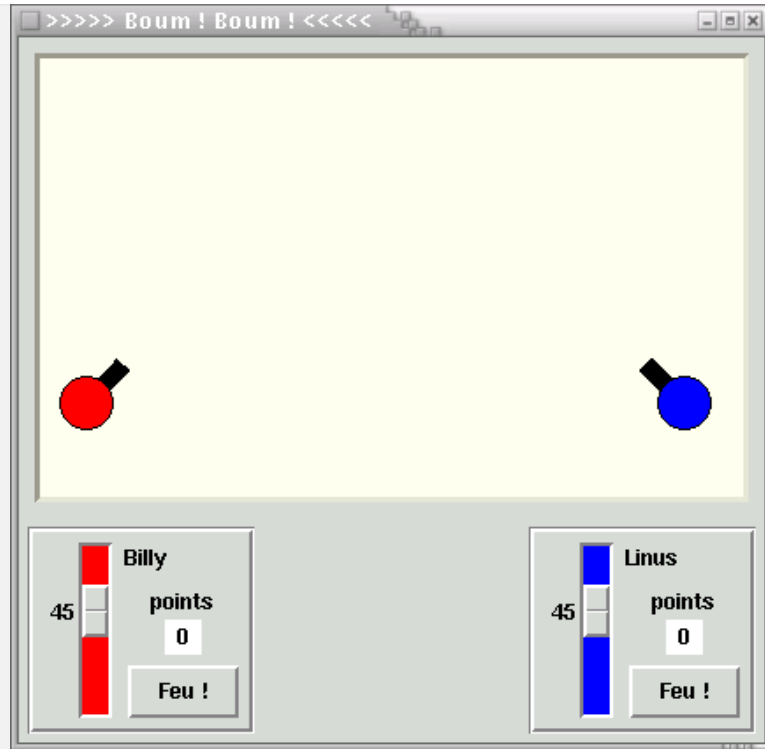 >>>>> Boum ! Boum ! <<<<<
Billy
45
points
0
Feu !
Linus
45
points
0
Feu !